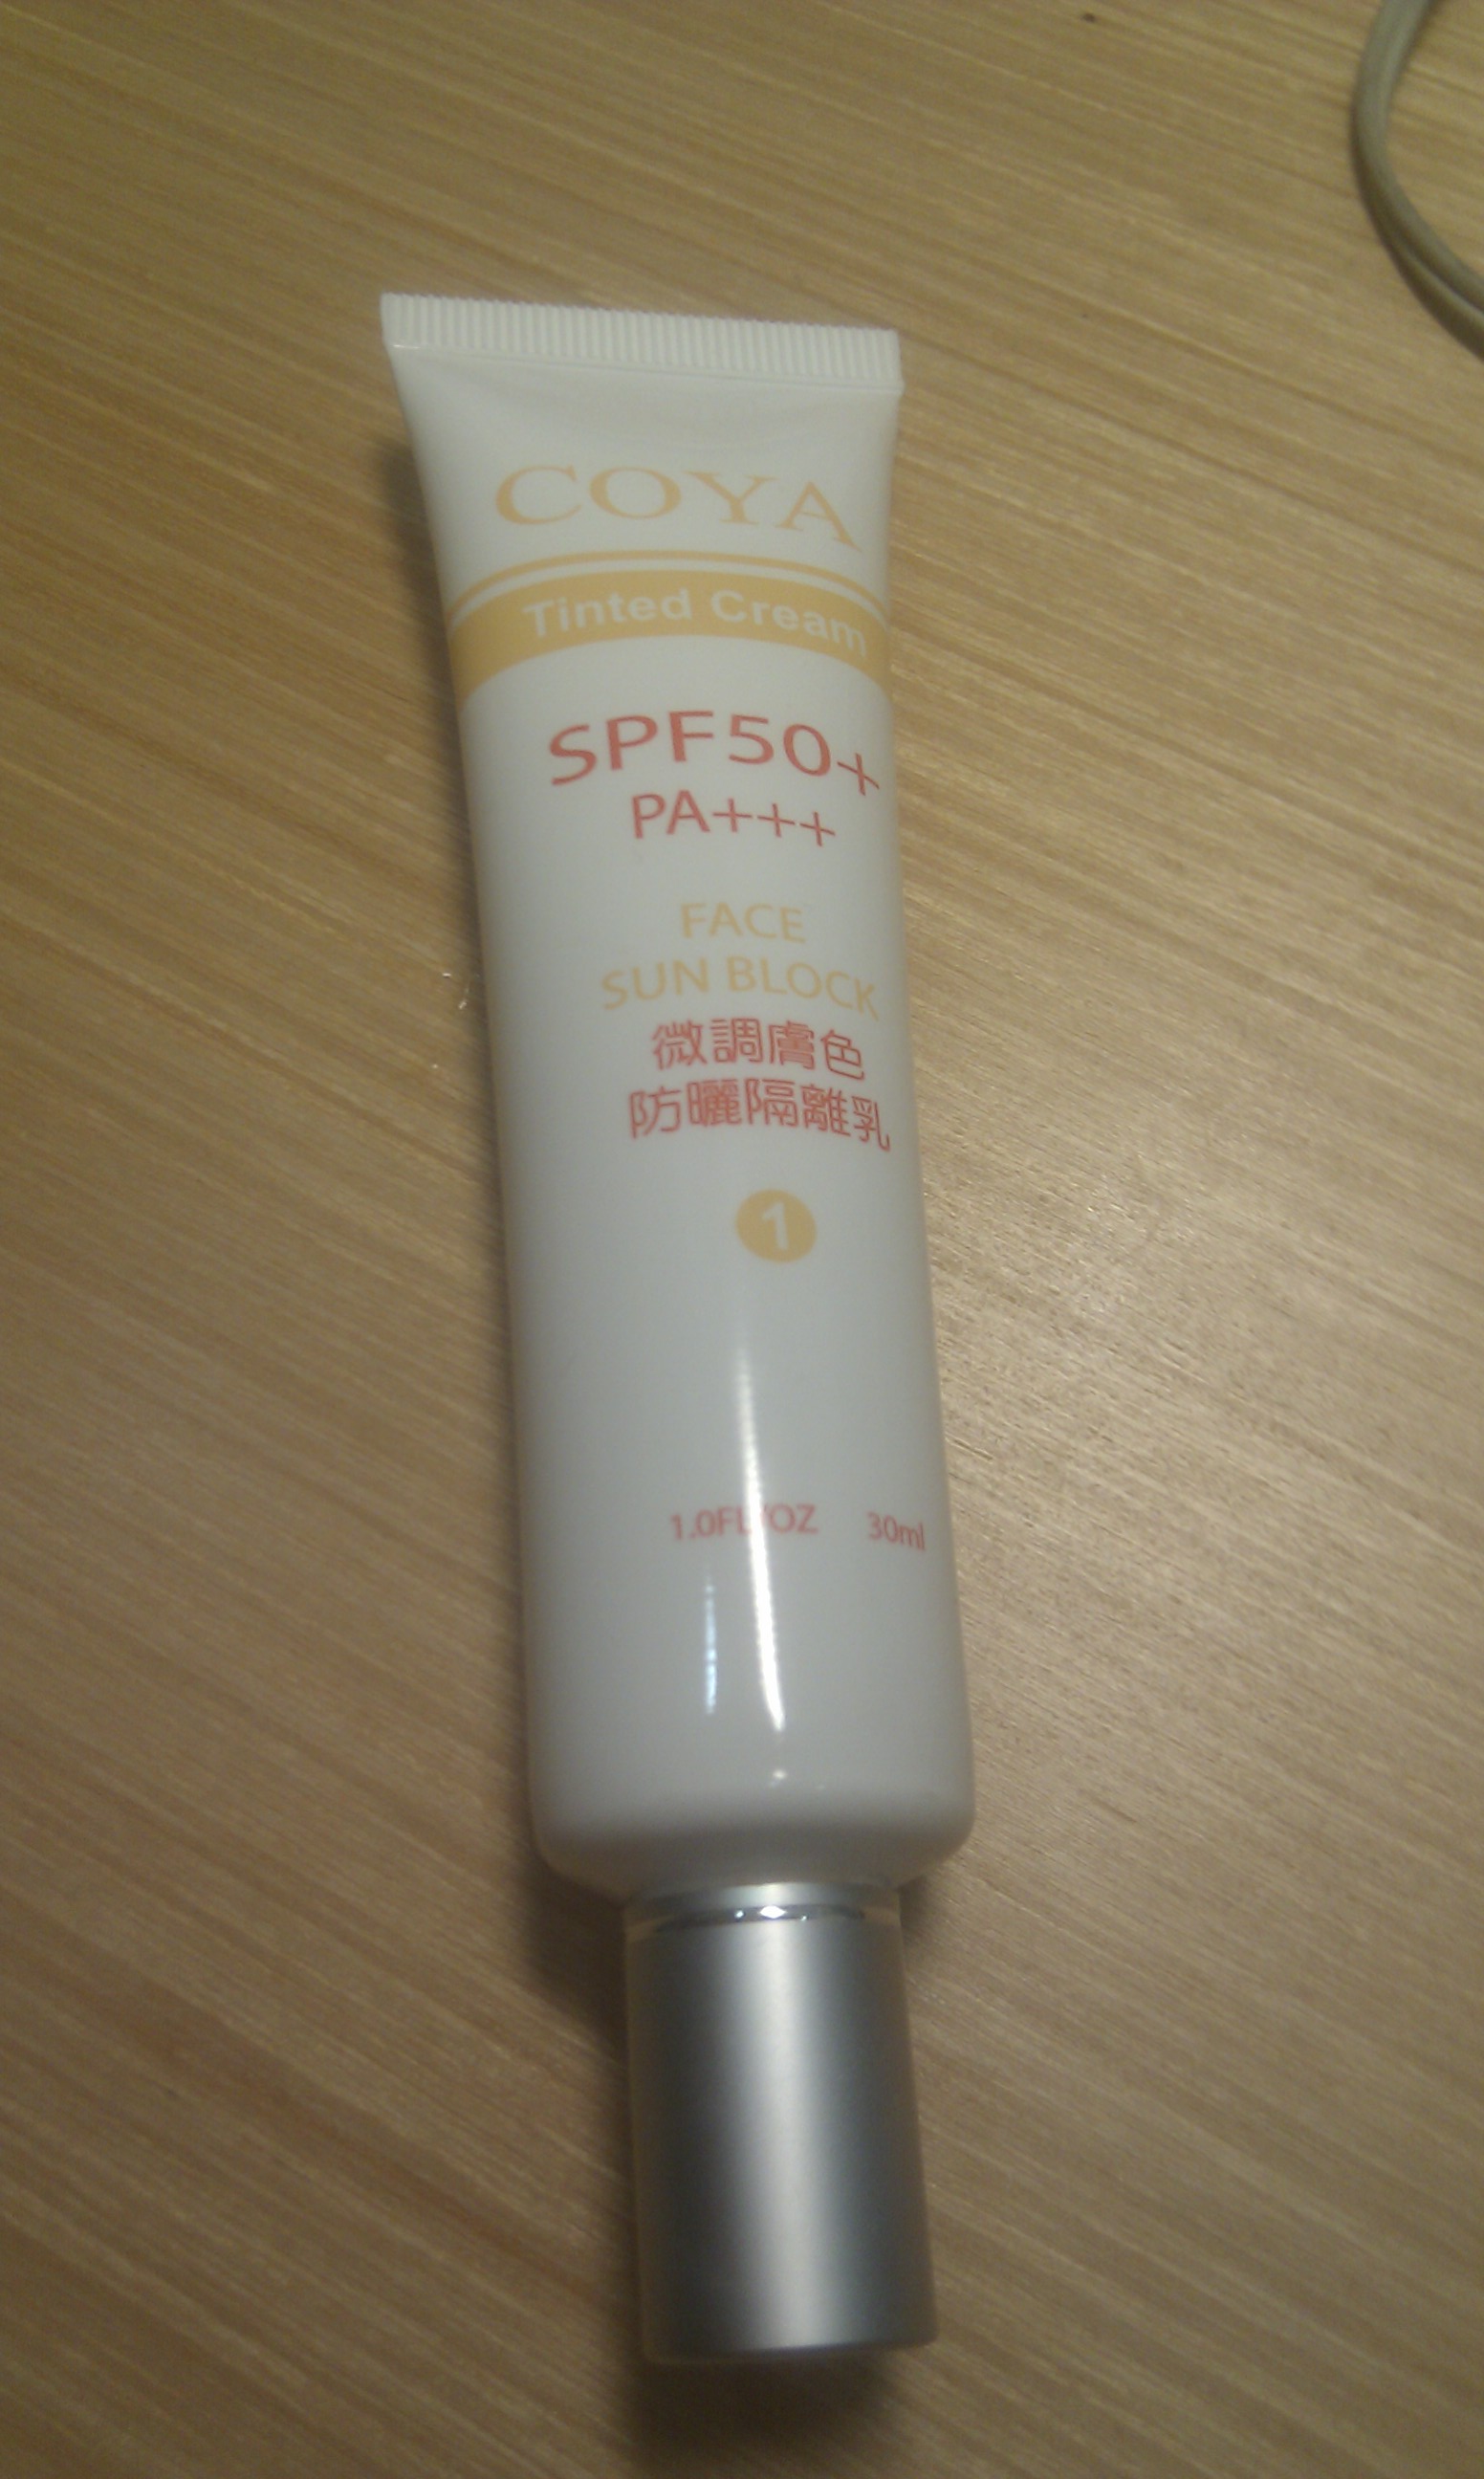 COYA
Tinted Cream
SPF50+
PA+++
FACE
SUN BLOCK
微調膚色
防曬隔離乳
1
1.0FL/OZ 30ml